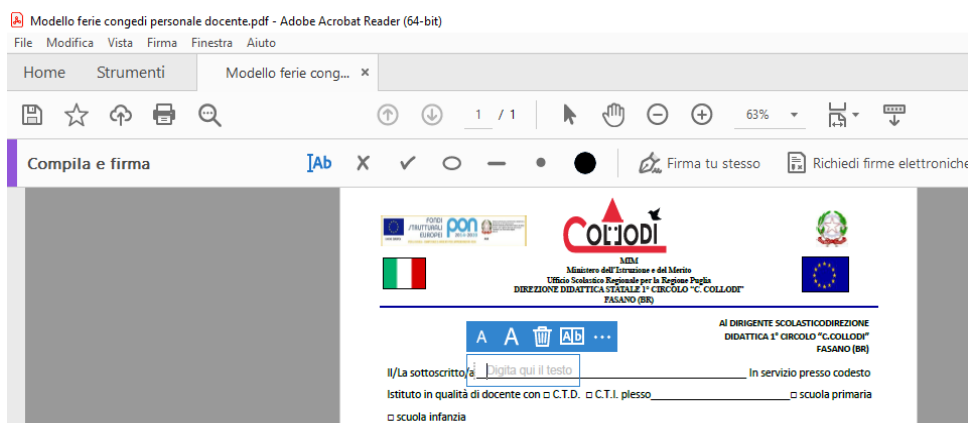 Modello ferie congedi personale docente.pdf - Adobe Acrobat Reader (64-bit)
File Modifica Vista Firma Finestra Aiuto
Home Strumenti Modello ferie cong... ×
1 / 1 63%
Compila e firma Ab Firma tu stesso Richiedi firme elettroniche
FONDI
STRUTTURALI
EUROPEI pon
COLLODI
MIM
Ministero dell'Istruzione e del Merito
Ufficio Scolastico Regionale per la Regione Puglia
DIREZIONE DIDATTICA STATALE 1° CIRCOLO "C. COLLODI"
FASANO (BR)
Al DIRIGENTE SCOLASTICODIREZIONE
DIDATTICA 1° CIRCOLO "C.COLLODI"
FASANO (BR)
A A Ab ...
Il/La sottoscritto/a Digita qui il testo In servizio presso codesto
Istituto in qualità di docente con □ C.T.D. □ C.T.I. plesso □ scuola primaria
□ scuola infanzia